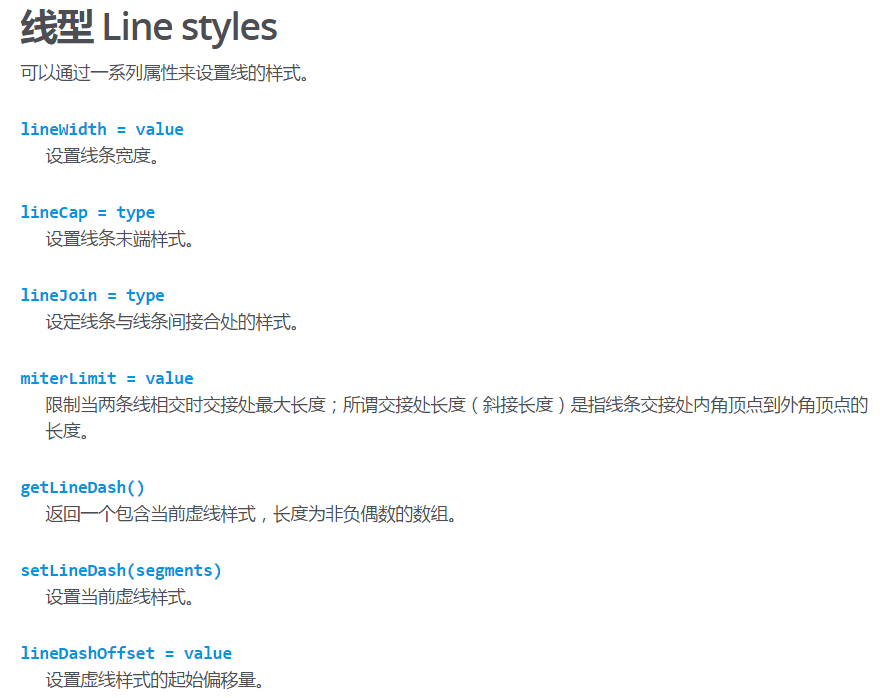 线型 Line styles
可以通过一系列属性来设置线的样式。
lineWidth = value
设置线条宽度。
lineCap = type
设置线条末端样式。
lineJoin = type
设定线条与线条间接合处的样式。
miterLimit = value
限制当两条线相交时交接处最大长度；所谓交接处长度（斜接长度）是指线条交接处内角顶点到外角顶点的
长度。
getLineDash()
返回一个包含当前虚线样式，长度为非负偶数的数组。
setLineDash(segments)
设置当前虚线样式。
lineDashOffset = value
设置虚线样式的起始偏移量。